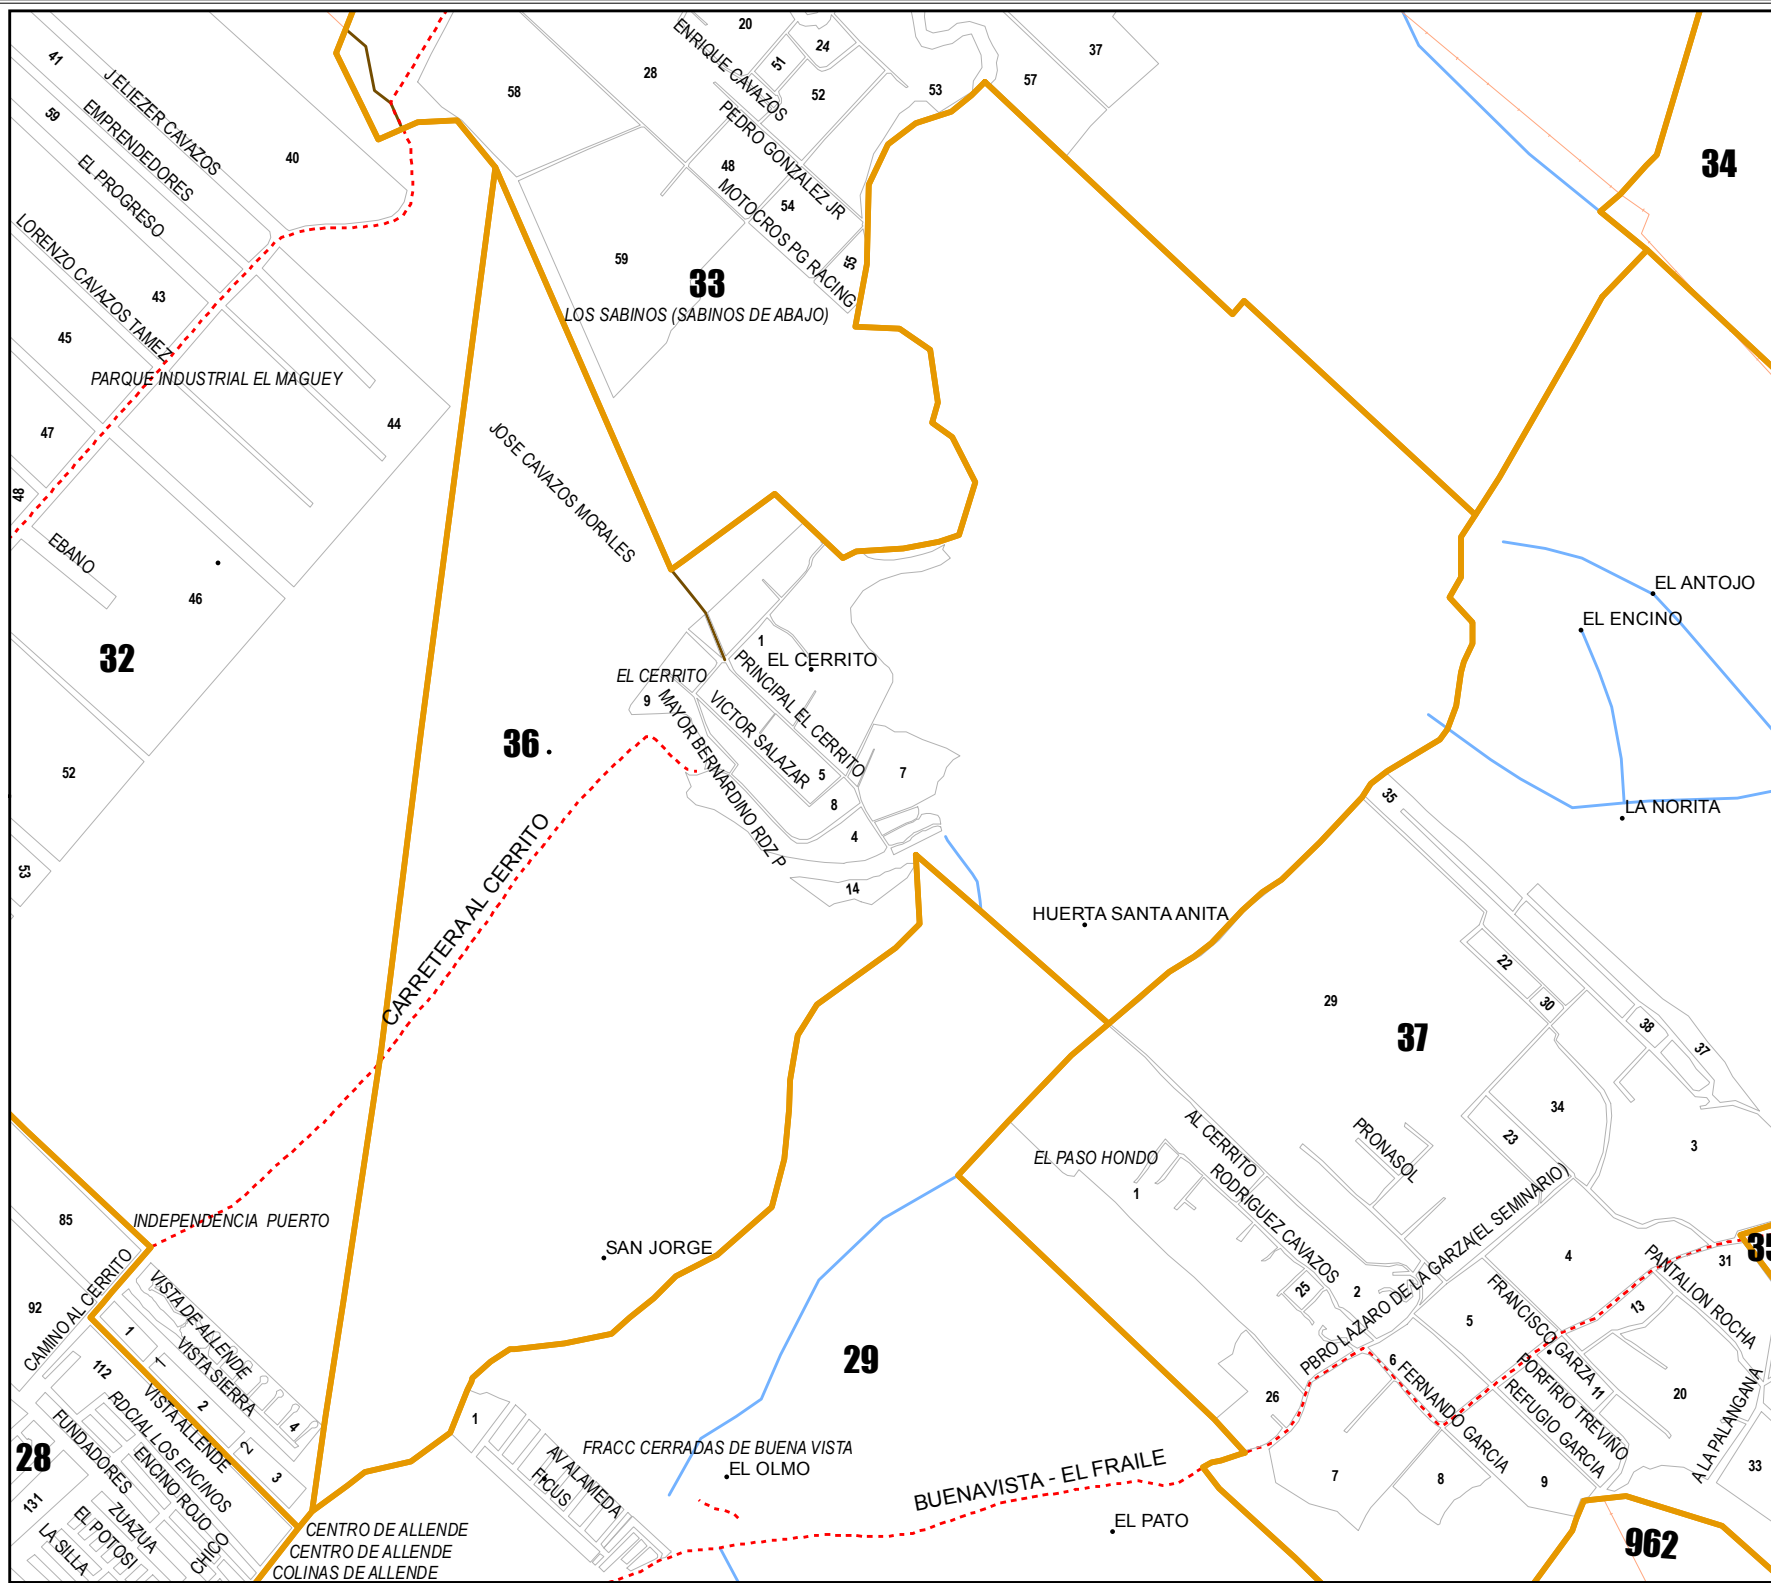 20
24
37
41
ENRIQUE CAVAZOS
51
28
57
J ELIEZER CAVAZOS
58
52
53
59
EMPRENDEDORES
PEDRO GONZALEZ JR
40
EL PROGRESO
48
34
MOTOCROS PG RACING
54
LORENZO CAVAZOS TAMEZ
59
55
33
43
LOS SABINOS (SABINOS DE ABAJO)
45
PARQUE INDUSTRIAL EL MAGUEY
44
47
JOSE CAVAZOS MORALES
48
EBANO
EL ANTOJO
46
EL ENCINO
1
32
EL CERRITO
PRINCIPAL EL CERRITO
EL CERRITO
9
MAYOR BERNARDINO RDZ P
VICTOR SALAZAR
36
52
5
7
35
8
LA NORITA
4
CARRETERA AL CERRITO
53
14
HUERTA SANTA ANITA
22
29
30
37
38
37
34
AL CERRITO
PRONASOL
23
3
EL PASO HONDO
RODRIGUEZ CAVAZOS
1
85
INDEPENDENCIA PUERTO
SAN JORGE
PBRO LAZARO DE LA GARZA(EL SEMINARIO)
4
PANTALION ROCHA
35
31
CAMINO AL CERRITO
VISTA DE ALLENDE
25
2
FRANCISCO GARZA
13
92
5
1
1
VISTA SIERRA
29
6
112
VISTA ALLENDE
2
FERNANDO GARCIA
PORFIRIO TREVIÑO
11
20
RDCIAL LOS ENCINOS
REFUGIO GARCIA
A LA PALANGANA
26
4
1
FUNDADORES
28
ENCINO ROJO
2
FRACC CERRADAS DE BUENA VISTA
AV ALAMEDA
EL OLMO
BUENAVISTA - EL FRAILE
3
FICUS
7
8
9
33
131
ZUAZUA
EL POTOSI
CHICO
LA SILLA
CENTRO DE ALLENDE
EL PATO
CENTRO DE ALLENDE
COLINAS DE ALLENDE
962